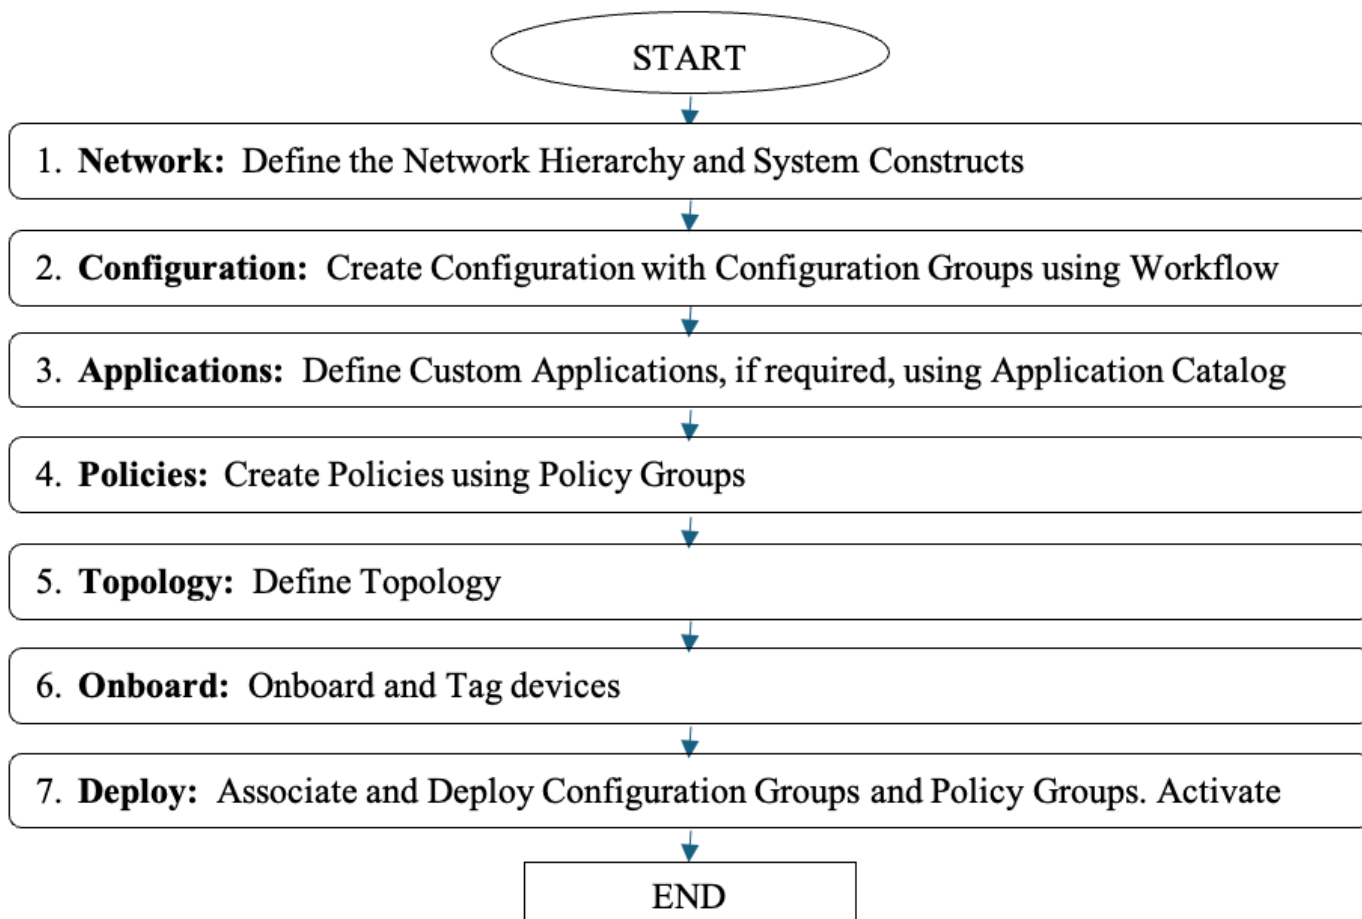 START
1. Network: Define the Network Hierarchy and System Constructs
2. Configuration: Create Configuration with Configuration Groups using Workflow
3. Applications: Define Custom Applications, if required, using Application Catalog
4. Policies: Create Policies using Policy Groups
5. Topology: Define Topology
6. Onboard: Onboard and Tag devices
7. Deploy: Associate and Deploy Configuration Groups and Policy Groups. Activate
END